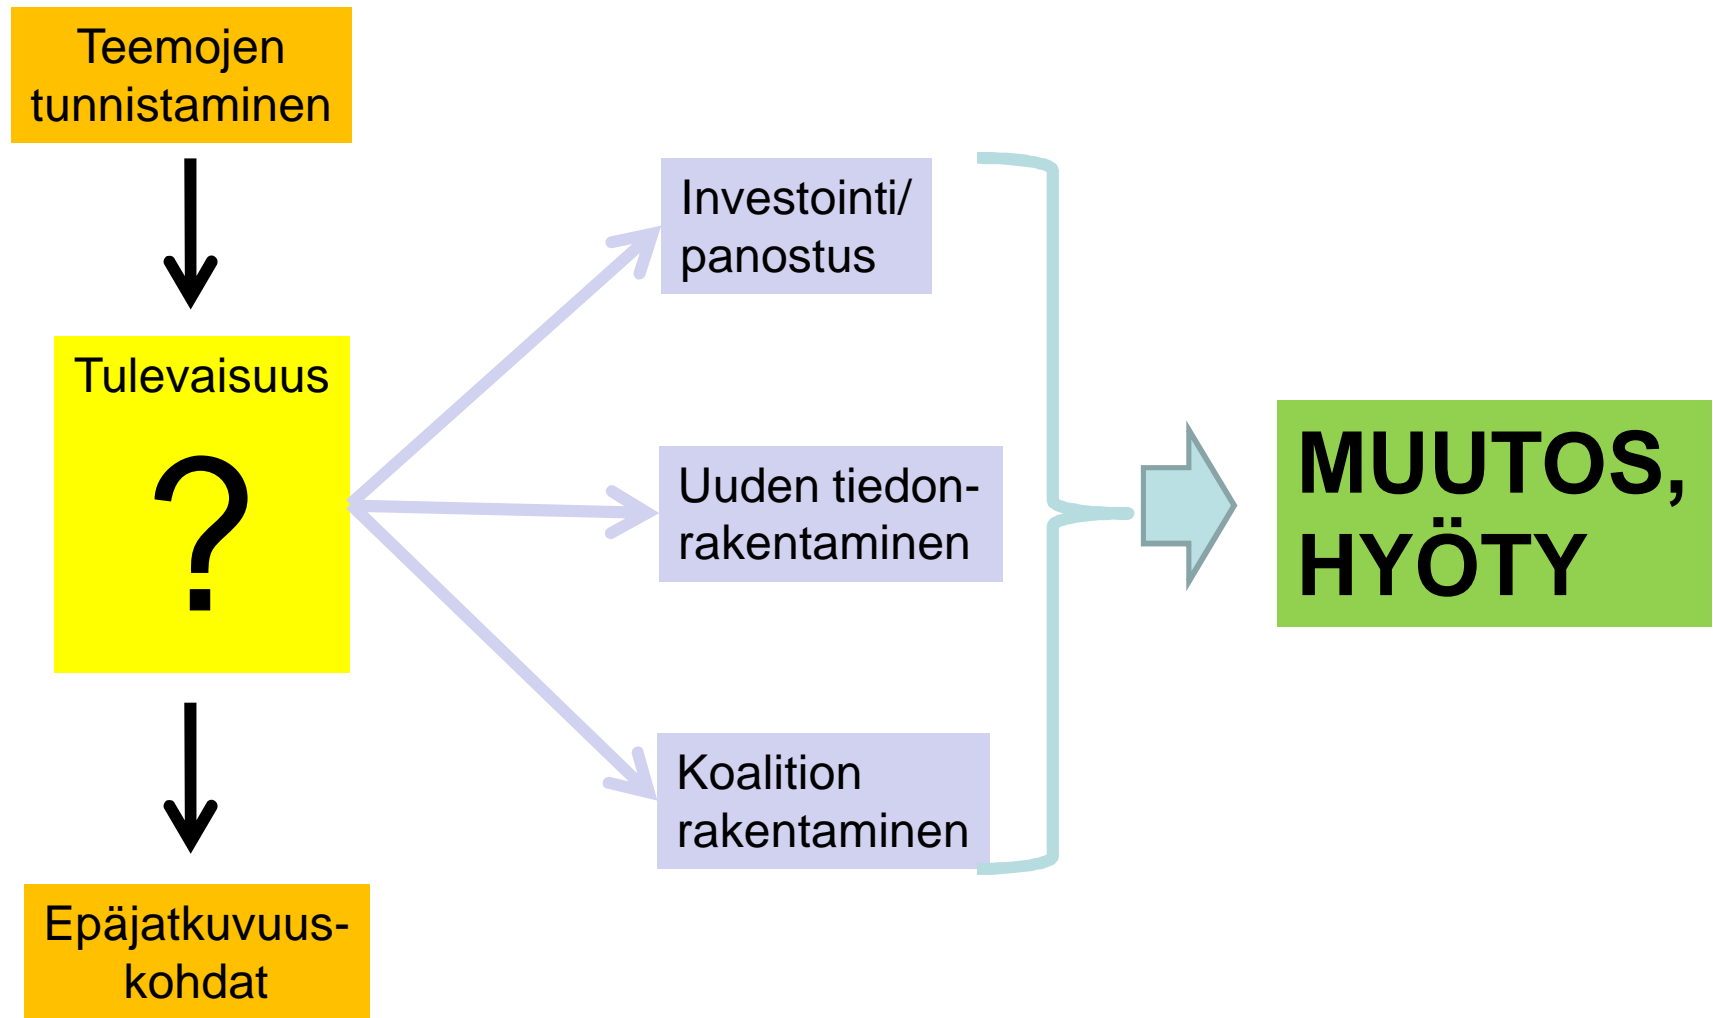 Teemojen
tunnistaminen
Tulevaisuus
?
Epäjatkuvuus-
kohdat
Investointi/
panostus
Uuden tiedon-
rakentaminen
Koalition
rakentaminen
MUUTOS,
HYÖTY